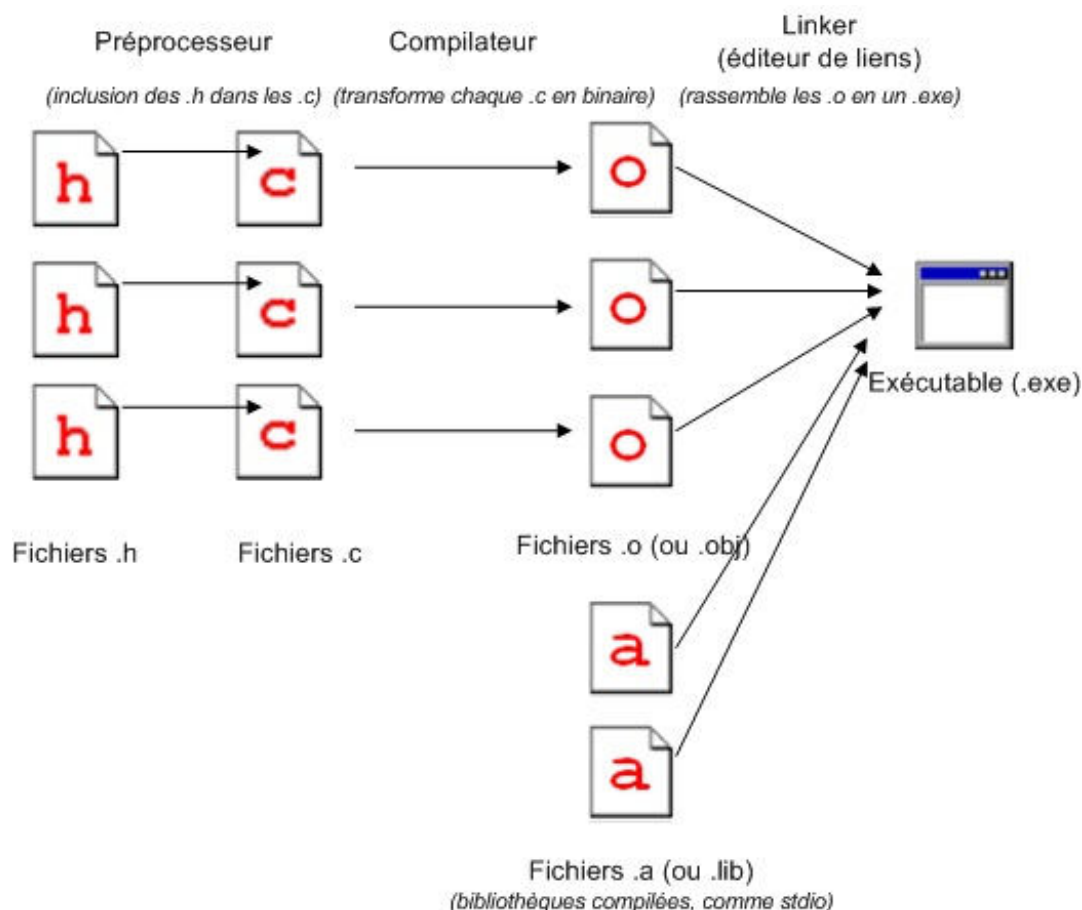 Préprocesseur
Compilateur
Linker
(éditeur de liens)
(inclusion des .h dans les .c)
(transforme chaque .c en binaire)
(rassemble les .o en un .exe)
h
c
o
h
c
o
Exécutable (.exe)
h
c
o
Fichiers .h
Fichiers .c
Fichiers .o (ou .obj)
a
a
Fichiers .a (ou .lib)
(bibliothèques compilées, comme stdio)